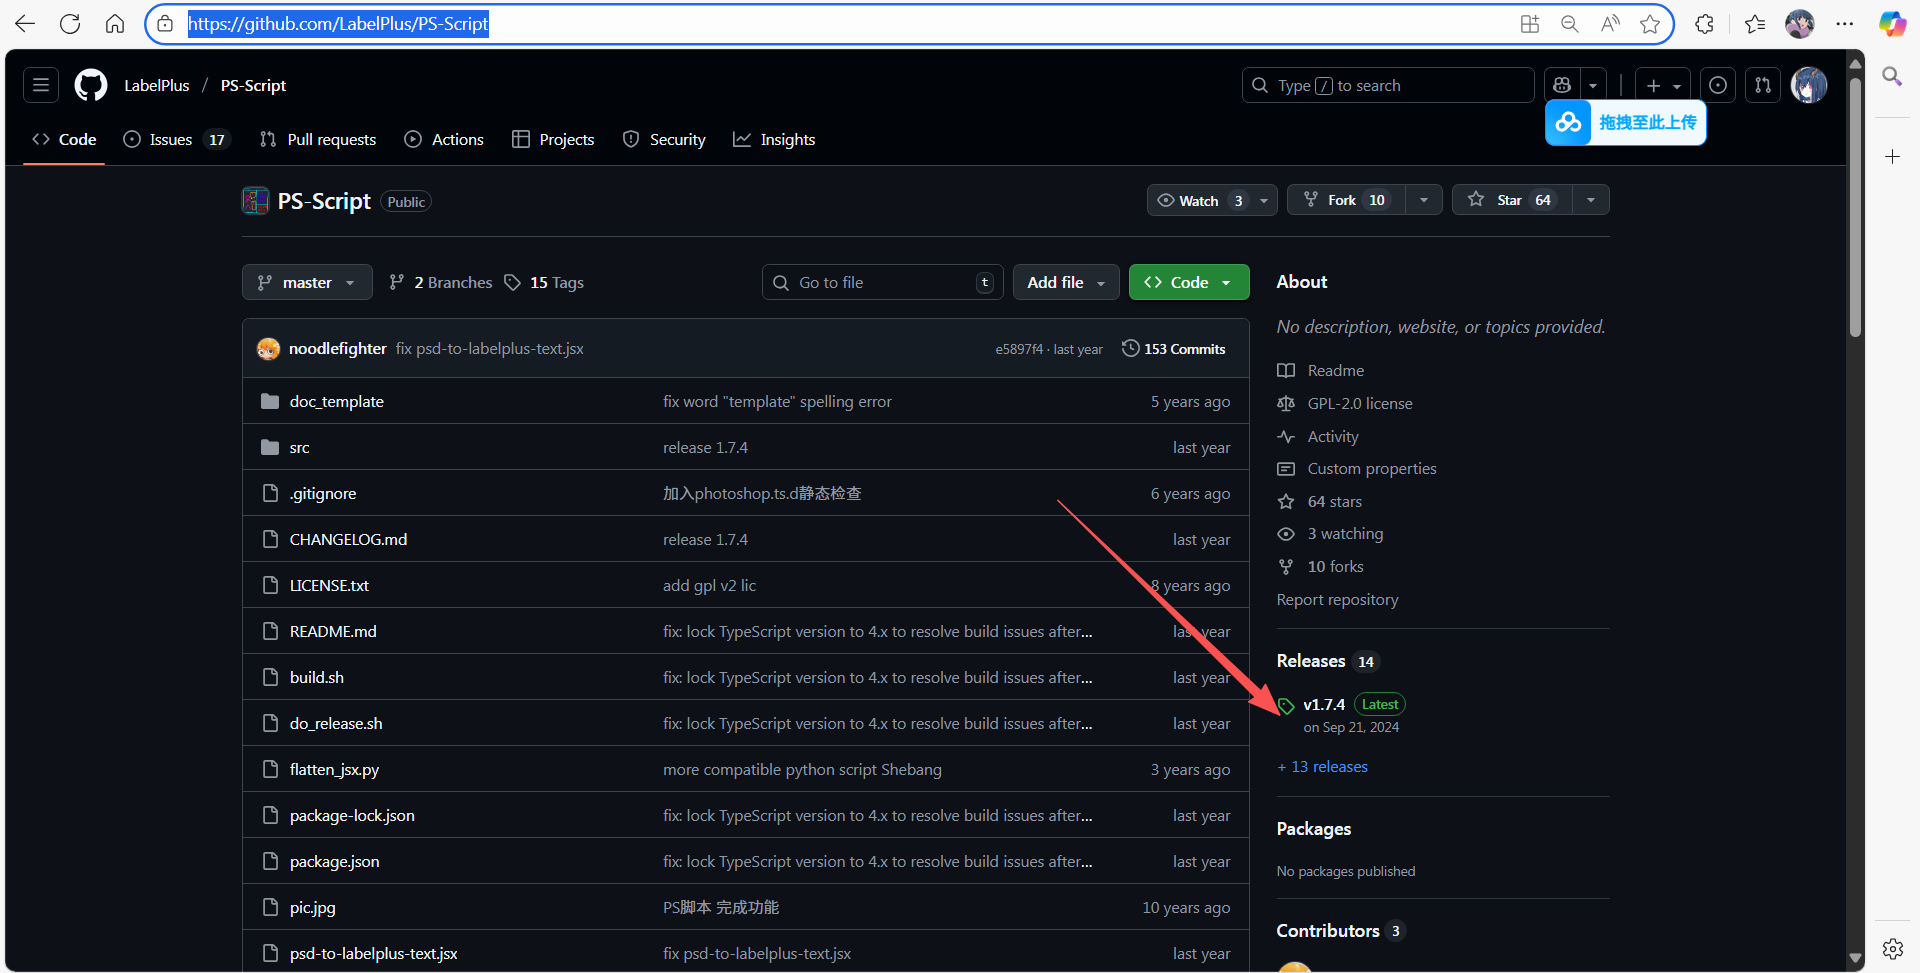 https://github.com/LabelPlus/PS-Script
LabelPlus / PS-Script
Type / to search
拖拽至此上传
Code
Issues 17
Pull requests
Actions
Projects
Security
Insights
PS-Script Public
Watch 3
Fork 10
Star 64
master
2 Branches
15 Tags
Go to file t
Add file
Code
noodlefighter fix psd-to-labelplus-text.jsx e5897f4 · last year 153 Commits
doc_template fix word "template" spelling error 5 years ago
src release 1.7.4 last year
.gitignore 加入photoshop.ts.d静态检查 6 years ago
CHANGELOG.md release 1.7.4 last year
LICENSE.txt add gpl v2 lic 8 years ago
README.md fix: lock TypeScript version to 4.x to resolve build issues after... last year
build.sh fix: lock TypeScript version to 4.x to resolve build issues after... last year
do_release.sh fix: lock TypeScript version to 4.x to resolve build issues after... last year
flatten_jsx.py more compatible python script Shebang 3 years ago
package-lock.json fix: lock TypeScript version to 4.x to resolve build issues after... last year
package.json fix: lock TypeScript version to 4.x to resolve build issues after... last year
pic.jpg PS脚本 完成功能 10 years ago
psd-to-labelplus-text.jsx fix psd-to-labelplus-text.jsx last year
About
No description, website, or topics provided.
Readme
GPL-2.0 license
Activity
Custom properties
64 stars
3 watching
10 forks
Report repository
Releases 14
v1.7.4 Latest
on Sep 21, 2024
+ 13 releases
Packages
No packages published
Contributors 3